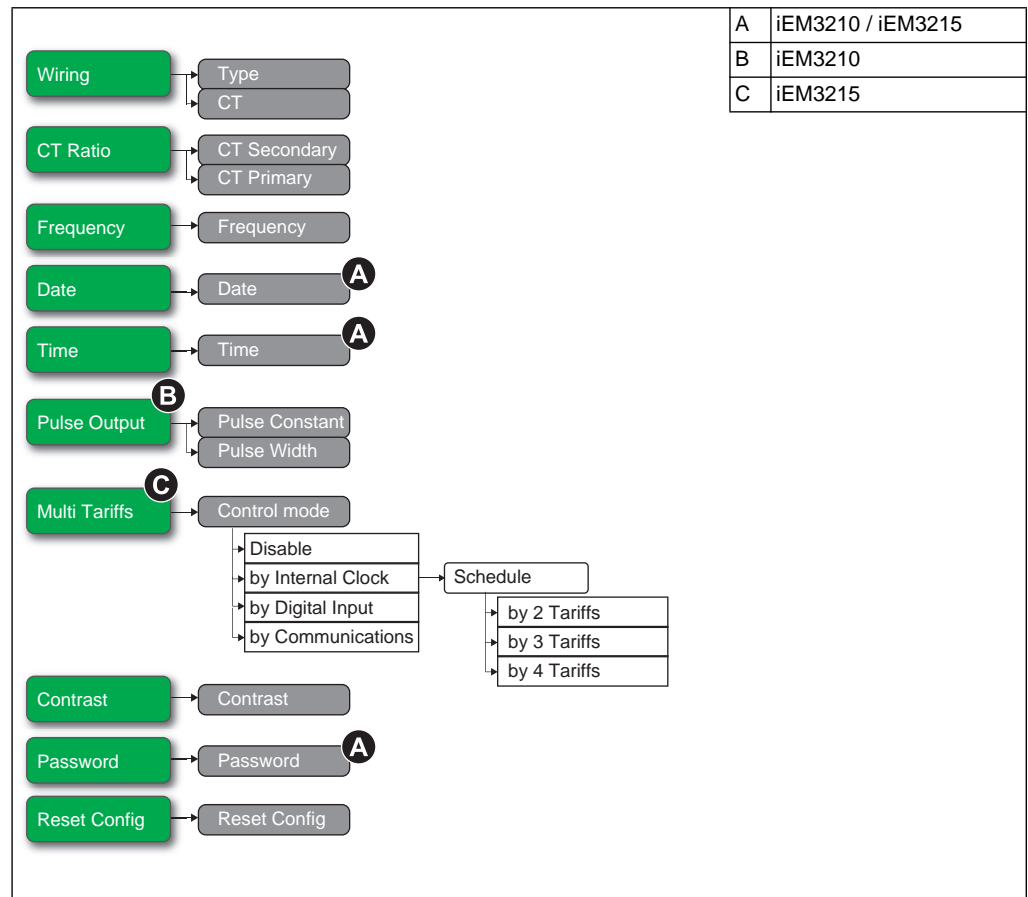 A iEM3210 / iEM3215
B iEM3210
C iEM3215
Wiring
Type
CT
CT Ratio
CT Secondary
CT Primary
Frequency
Frequency
Date
Date
A
Time
Time
A
Pulse Output
B
Pulse Constant
Pulse Width
Multi Tariffs
C
Control mode
Disable
by Internal Clock
Schedule
by Digital Input
by 2 Tariffs
by Communications
by 3 Tariffs
by 4 Tariffs
Contrast
Contrast
Password
Password
A
Reset Config
Reset Config